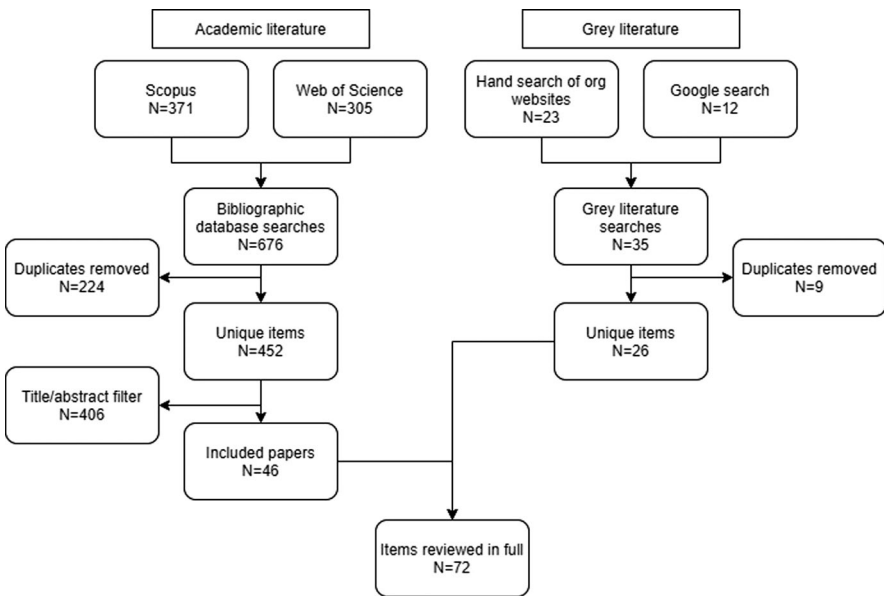 Academic literature
Grey literature
Scopus
N=371
Web of Science
N=305
Hand search of org
websites
N=23
Google search
N=12
Bibliographic
database searches
N=676
Grey literature
searches
N=35
Duplicates removed
N=224
Duplicates removed
N=9
Unique items
N=452
Unique items
N=26
Title/abstract filter
N=406
Included papers
N=46
Items reviewed in full
N=72